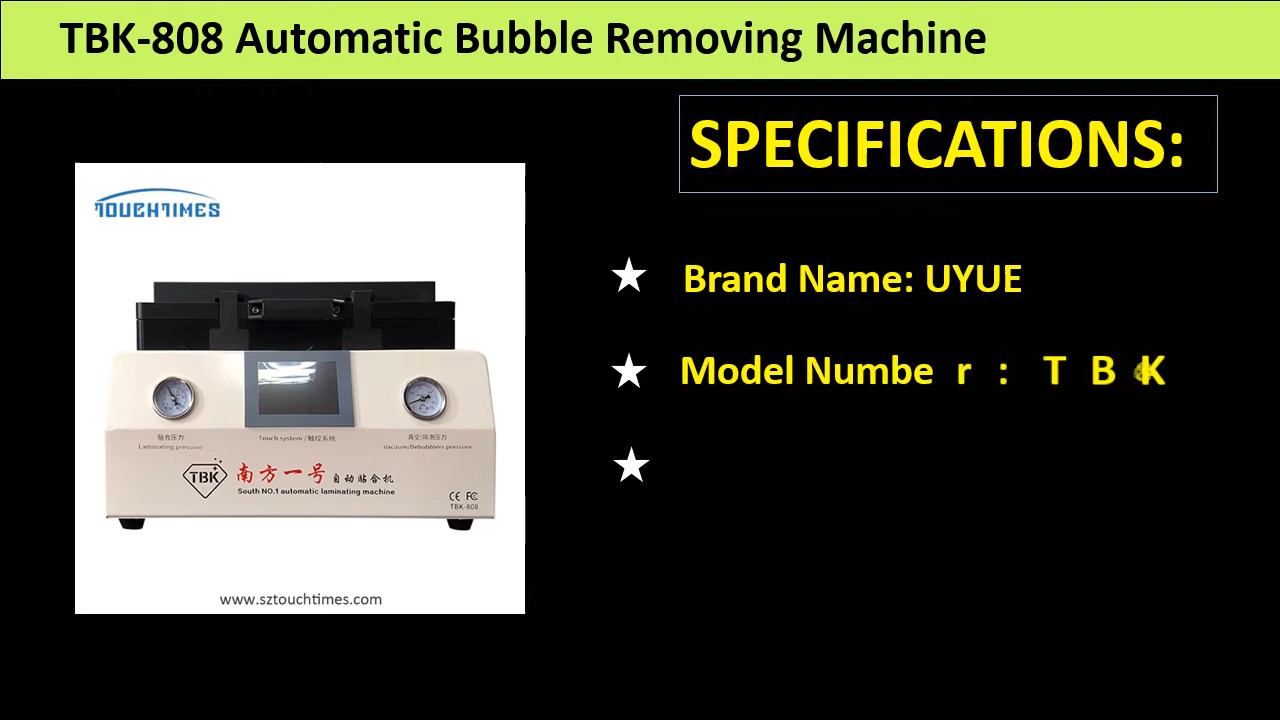 TBK-808 Automatic Bubble Removing Machine
SPECIFICATIONS:
Brand Name: UYUE
Model Number: TBK
TOUCHTIMES
贴合压力
Laminating pressure
Touch system / 触控系统
真空/除泡压力
Vacuum/Debubblers pressure
TBK
南方一号 自动贴合机
South NO.1 automatic laminating machine
CE FC
TBK-808
www.sztouchtimes.com